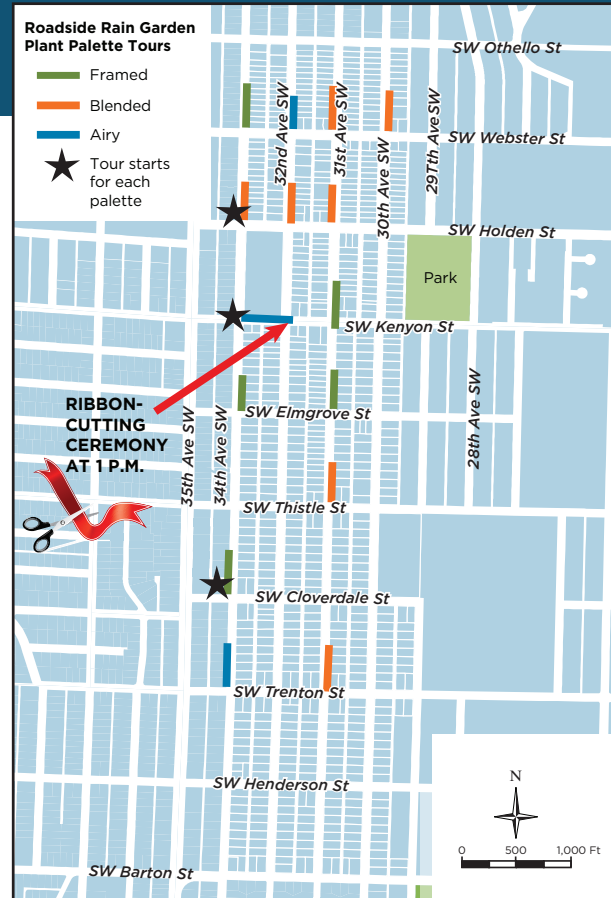 Roadside Rain Garden
Plant Palette Tours
Framed
Blended
Airy
Tour starts
for each
palette
SW Othello St
32nd Ave SW
31st Ave SW
30th Ave SW
29Tth Ave SW
SW Webster St
SW Holden St
Park
SW Kenyon St
RIBBON-
CUTTING
CEREMONY
AT 1 P.M.
35th Ave SW
34th Ave SW
SW Elmgrove St
28th Ave SW
SW Thistle St
SW Cloverdale St
SW Trenton St
SW Henderson St
SW Barton St
N
0 500 1,000 Ft